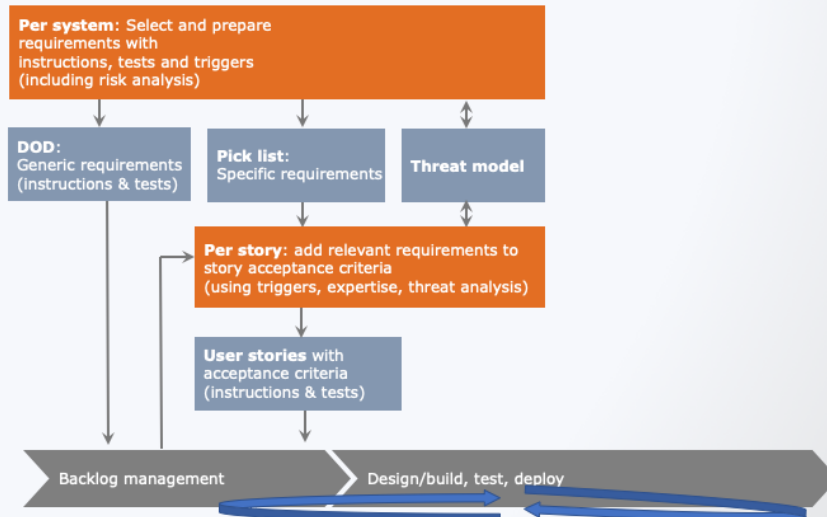 Per system: Select and prepare
requirements with
instructions, tests and triggers
(including risk analysis)
DOD:
Generic requirements
(instructions & tests)
Pick list:
Specific requirements
Threat model
Per story: add relevant requirements to
story acceptance criteria
(using triggers, expertise, threat analysis)
User stories with
acceptance criteria
(instructions & tests)
Backlog management
Design/build, test, deploy